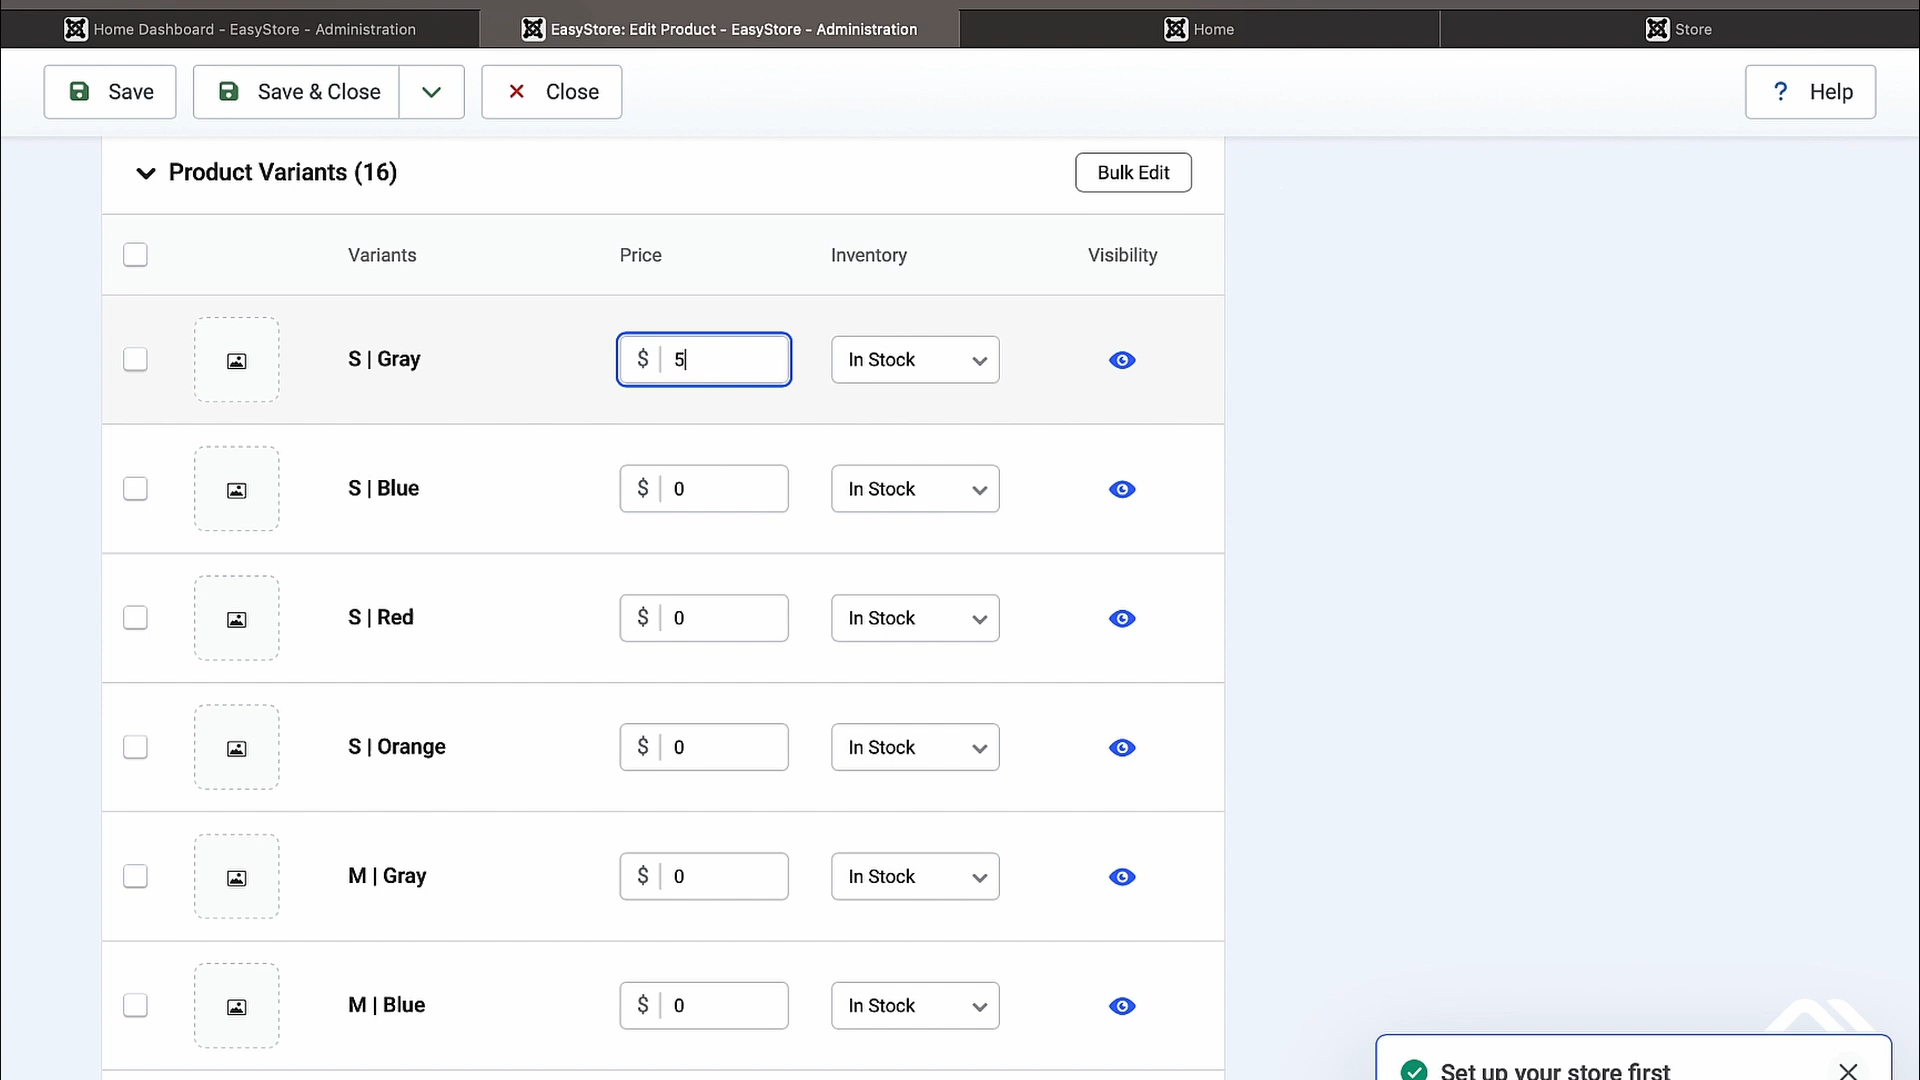 Home Dashboard - EasyStore - Administration
EasyStore: Edit Product - EasyStore - Administration
Home
Store
Save
Save & Close
Close
? Help
Product Variants (16)
Bulk Edit
Variants Price Inventory Visibility
S | Gray $ 5 In Stock
S | Blue $ 0 In Stock
S | Red $ 0 In Stock
S | Orange $ 0 In Stock
M | Gray $ 0 In Stock
M | Blue $ 0 In Stock
Set up your store first